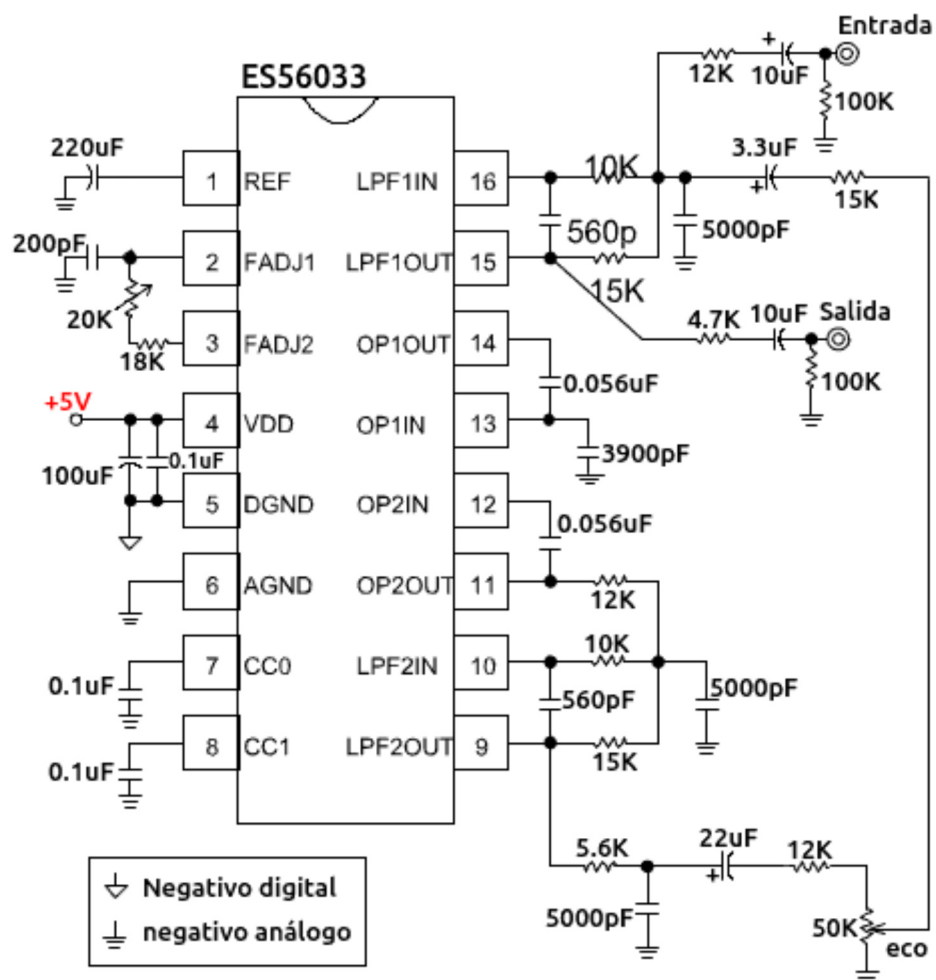 Entrada
ES56033
+
12K
10uF
100K
220uF
3.3uF
1 REF
LPF1IN 16
10K
+
15K
200pF
560p
5000pF
2 FADJ1
LPF1OUT 15
15K
20K
18K
3 FADJ2
OP1OUT 14
4.7K
10uF
Salida
0.056uF
100K
+5V
4 VDD
OP1IN 13
100uF
0.1uF
3900pF
5 DGND
OP2IN 12
0.056uF
6 AGND
OP2OUT 11
12K
10K
7 CC0
LPF2IN 10
0.1uF
560pF
5000pF
8 CC1
LPF2OUT 9
15K
0.1uF
5.6K
22uF
12K
+
5000pF
50K
eco
Negativo digital
negativo análogo